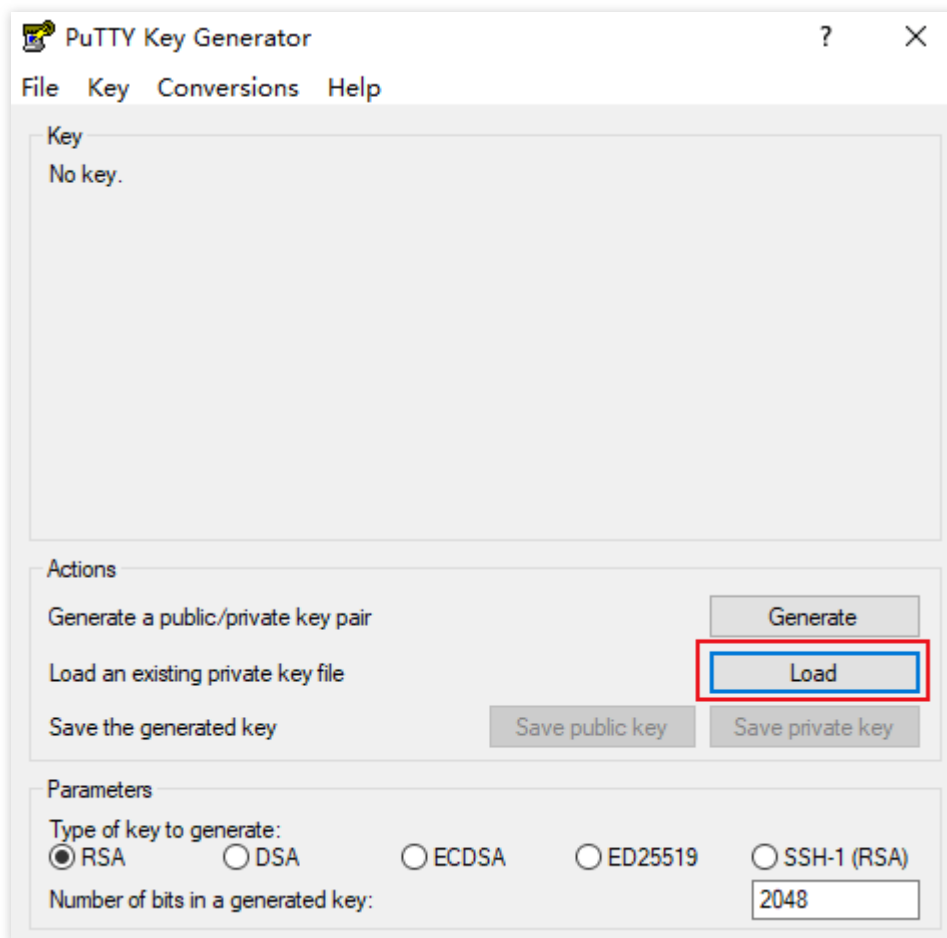 PuTTY Key Generator ?
File Key Conversions Help
Key
No key.
Actions
Generate a public/private key pair Generate
Load an existing private key file Load
Save the generated key Save public key Save private key
Parameters
Type of key to generate:
RSA DSA ECDSA ED25519 SSH-1 (RSA)
Number of bits in a generated key: 2048